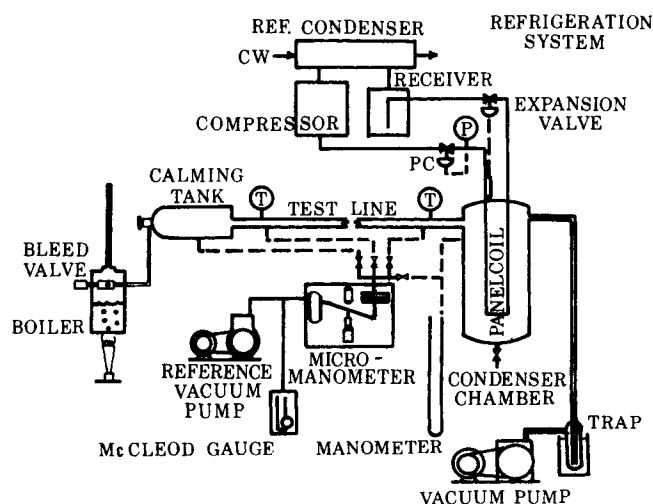 REF. CONDENSER
REFRIGERATION
SYSTEM
CW
RECEIVER
COMPRESSOR
EXPANSION
VALVE
P
PC
CALMING
TANK
T
TEST LINE
T
BLEED
VALVE
BOILER
PANELCOIL
REFERENCE
VACUUM
PUMP
MICRO-
MANOMETER
CONDENSER
CHAMBER
McCLEOD GAUGE
MANOMETER
TRAP
VACUUM PUMP